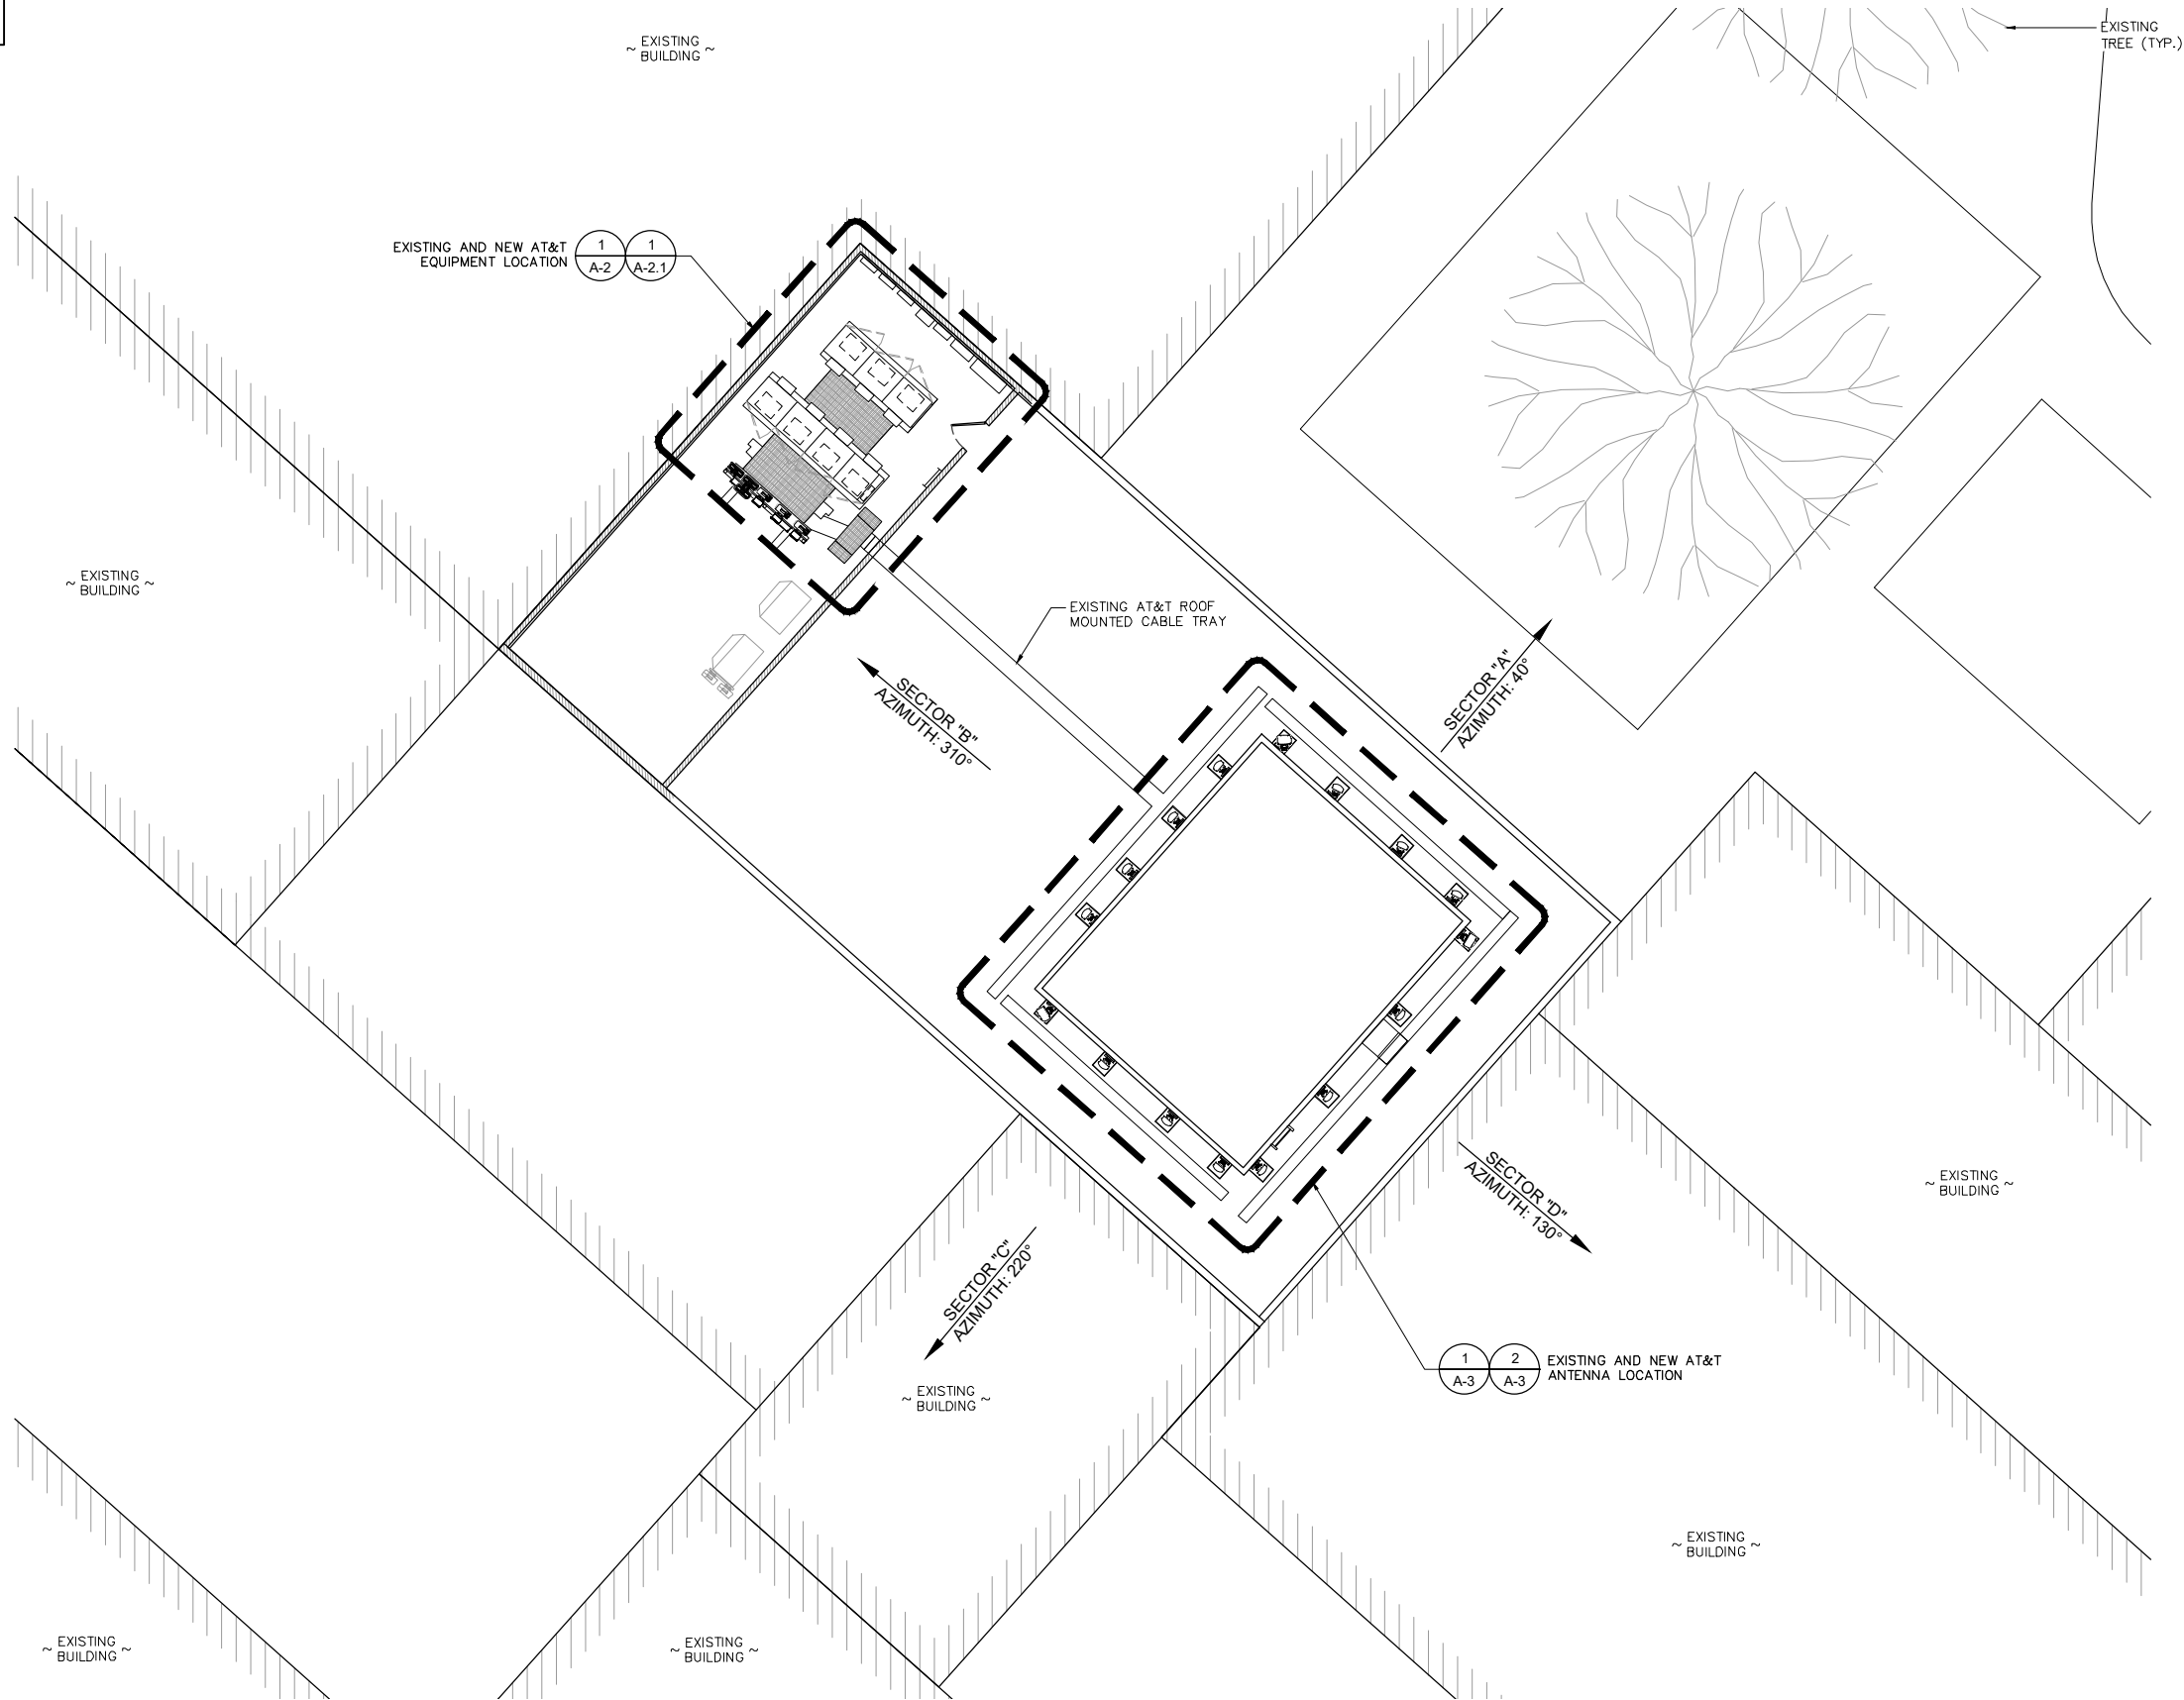 EXISTING
TREE (TYP.)
~ EXISTING ~
BUILDING
EXISTING AND NEW AT&T
EQUIPMENT LOCATION
1
A-2
1
A-2.1
~ EXISTING ~
BUILDING
EXISTING AT&T ROOF
MOUNTED CABLE TRAY
SECTOR "A"
AZIMUTH: 40°
SECTOR "B"
AZIMUTH: 310°
SECTOR "D"
AZIMUTH: 130°
~ EXISTING ~
BUILDING
SECTOR "C"
AZIMUTH: 220°
1
A-3
2
A-3
EXISTING AND NEW AT&T
ANTENNA LOCATION
~ EXISTING ~
BUILDING
~ EXISTING ~
BUILDING
~ EXISTING ~
BUILDING
~ EXISTING ~
BUILDING